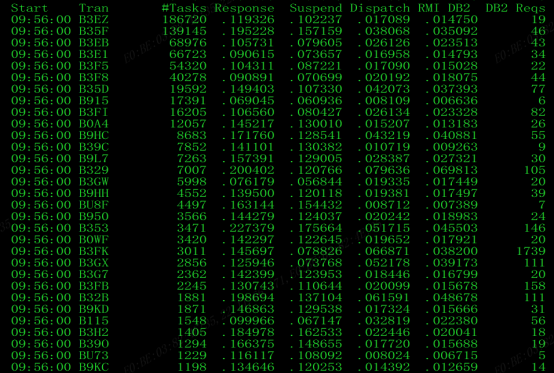 Start Tran #Tasks Response Suspend Dispatch RMI DB2 DB2 Reqs
09:56:00 B3EZ 186720 .119326 .102237 .017089 .014750 19
09:56:00 B35F 139145 .195228 .157159 .038068 .035092 46
09:56:00 B3EB 68976 .105731 .079605 .026126 .023513 43
09:56:00 B3E1 66723 .090615 .073657 .016958 .014793 34
09:56:00 B3F5 54320 .104311 .087221 .017090 .015028 22
09:56:00 B3F8 40278 .090891 .070699 .020192 .018075 44
09:56:00 B35D 19592 .149403 .107330 .042073 .037393 77
09:56:00 B915 17391 .069045 .060936 .008109 .006636 6
09:56:00 B3FI 16205 .106560 .080427 .026134 .023328 82
09:56:00 B0A4 12057 .145217 .130010 .015207 .013183 26
09:56:00 B9HC 8683 .171760 .128541 .043219 .040881 55
09:56:00 B39C 7852 .141101 .130382 .010719 .009263 9
09:56:00 B9L7 7263 .157391 .129005 .028387 .027321 30
09:56:00 B329 7007 .200402 .120766 .079636 .069813 105
09:56:00 B3GW 5998 .076179 .056844 .019335 .017449 20
09:56:00 B9HH 4552 .139500 .120118 .019381 .017497 39
09:56:00 BU8F 4497 .163144 .154432 .008712 .007389 7
09:56:00 B950 3566 .144279 .124037 .020242 .018983 24
09:56:00 B353 3471 .227379 .175664 .051715 .045503 146
09:56:00 B0WF 3420 .142297 .122645 .019652 .017921 20
09:56:00 B3FK 3011 .145697 .078826 .066871 .038200 1739
09:56:00 B3GX 2856 .125946 .073768 .052178 .039173 111
09:56:00 B3G7 2362 .142399 .123953 .018446 .016799 20
09:56:00 B3FB 2245 .130743 .110644 .020099 .015678 158
09:56:00 B32B 1881 .198694 .137104 .061591 .048678 111
09:56:00 B9KD 1871 .146863 .129538 .017324 .015666 31
09:56:00 B115 1548 .099966 .067147 .032819 .022380 56
09:56:00 B3H2 1405 .184978 .162533 .022446 .020041 18
09:56:00 B39O 1294 .166375 .148655 .017720 .015688 19
09:56:00 BU73 1229 .116117 .108092 .008024 .006715 5
09:56:00 B9KC 1198 .134646 .120253 .014392 .012659 14